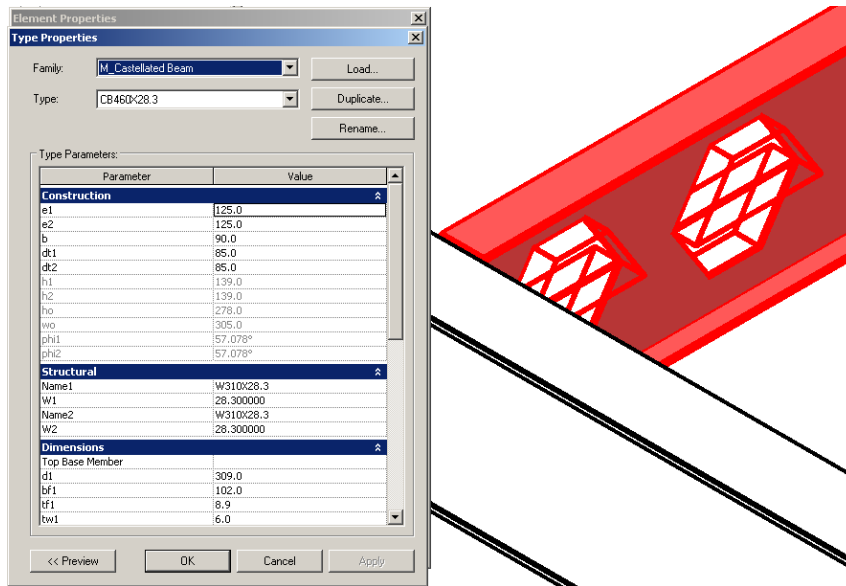 Element Properties
Type Properties
Family: M_Castellated Beam Load...
Type: CB460X28.3 Duplicate...
Rename...
Type Parameters:
Parameter Value
Construction
e1 125.0
e2 125.0
b 90.0
dt1 85.0
dt2 85.0
h1 139.0
h2 139.0
ho 278.0
wo 305.0
phi1 57.078°
phi2 57.078°
Structural
Name1 W310X28.3
W1 28.300000
Name2 W310X28.3
W2 28.300000
Dimensions
Top Base Member
d1 309.0
bf1 102.0
tf1 8.9
tw1 6.0
<< Preview OK Cancel Apply